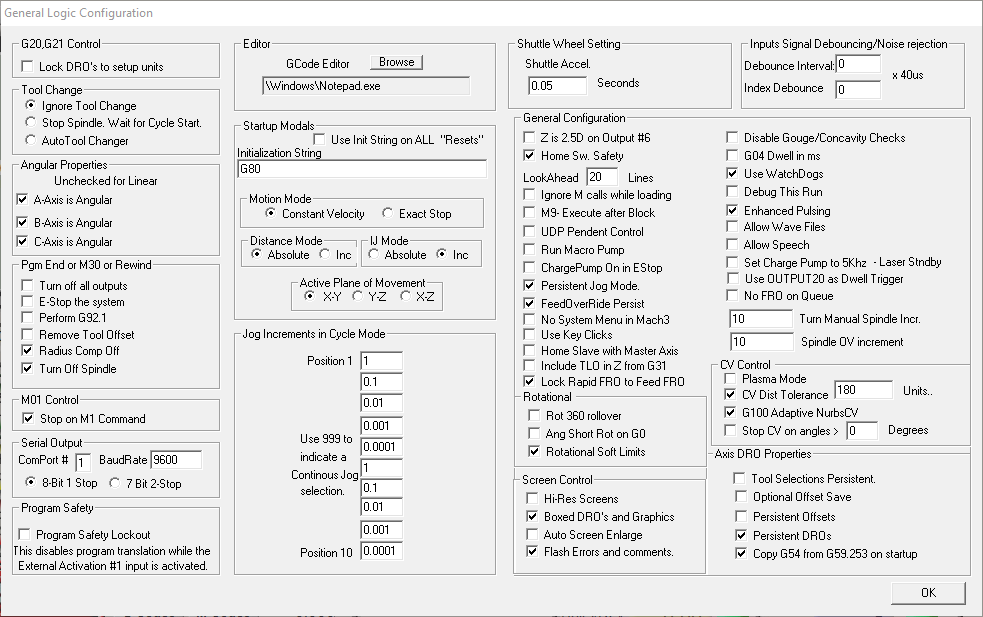 General Logic Configuration
G20,G21 Control
Lock DRO's to setup units
Tool Change
Ignore Tool Change
Stop Spindle. Wait for Cycle Start.
AutoTool Changer
Angular Properties
Unchecked for Linear
A-Axis is Angular
B-Axis is Angular
C-Axis is Angular
Pgm End or M30 or Rewind
Turn off all outputs
E-Stop the system
Perform G92.1
Remove Tool Offset
Radius Comp Off
Turn Off Spindle
M01 Control
Stop on M1 Command
Serial Output
ComPort # 1 BaudRate 9600
8-Bit 1 Stop 7 Bit 2-Stop
Program Safety
Program Safety Lockout
This disables program translation while the
External Activation #1 input is activated.
Editor
GCode Editor Browse
\Windows\Notepad.exe
Startup Modals
Use Init String on ALL "Resets"
Initialization String
G80
Motion Mode
Constant Velocity Exact Stop
Distance Mode
Absolute Inc
IJ Mode
Absolute Inc
Active Plane of Movement
X-Y Y-Z X-Z
Jog Increments in Cycle Mode
Position 1 1
0.1
0.01
0.001
Use 999 to 0.0001
indicate a
1
Continous Jog
0.1
selection.
0.01
0.001
Position 10 0.0001
Shuttle Wheel Setting
Shuttle Accel.
0.05 Seconds
Inputs Signal Debouncing/Noise rejection
Debounce Interval: 0
x 40us
Index Debounce 0
General Configuration
Z is 2.5D on Output #6
Home Sw. Safety
LookAhead 20 Lines
Ignore M calls while loading
M9- Execute after Block
UDP Pendent Control
Run Macro Pump
ChargePump On in EStop
Persistent Jog Mode.
FeedOverRide Persist
No System Menu in Mach3
Use Key Clicks
Home Slave with Master Axis
Include TLO in Z from G31
Lock Rapid FRO to Feed FRO
Disable Gouge/Concavity Checks
G04 Dwell in ms
Use WatchDogs
Debug This Run
Enhanced Pulsing
Allow Wave Files
Allow Speech
Set Charge Pump to 5Khz - Laser Stndby
Use OUTPUT20 as Dwell Trigger
No FRO on Queue
10 Turn Manual Spindle Incr.
10 Spindle OV increment
Rotational
Rot 360 rollover
Ang Short Rot on G0
Rotational Soft Limits
Screen Control
Hi-Res Screens
Boxed DRO's and Graphics
Auto Screen Enlarge
Flash Errors and comments.
CV Control
Plasma Mode
CV Dist Tolerance 180 Units..
G100 Adaptive NurbsCV
Stop CV on angles > 0 Degrees
Axis DRO Properties
Tool Selections Persistent.
Optional Offset Save
Persistent Offsets
Persistent DROs
Copy G54 from G59.253 on startup
OK